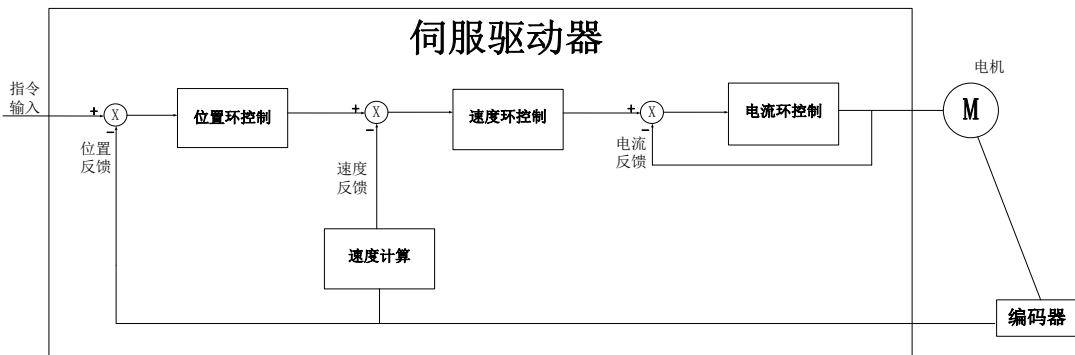 伺服驱动器
指令
输入
+
X
-
位置
反馈
位置环控制
+
X
-
速度
反馈
速度环控制
+
X
-
电流
反馈
电流环控制
电机
M
速度计算
编码器